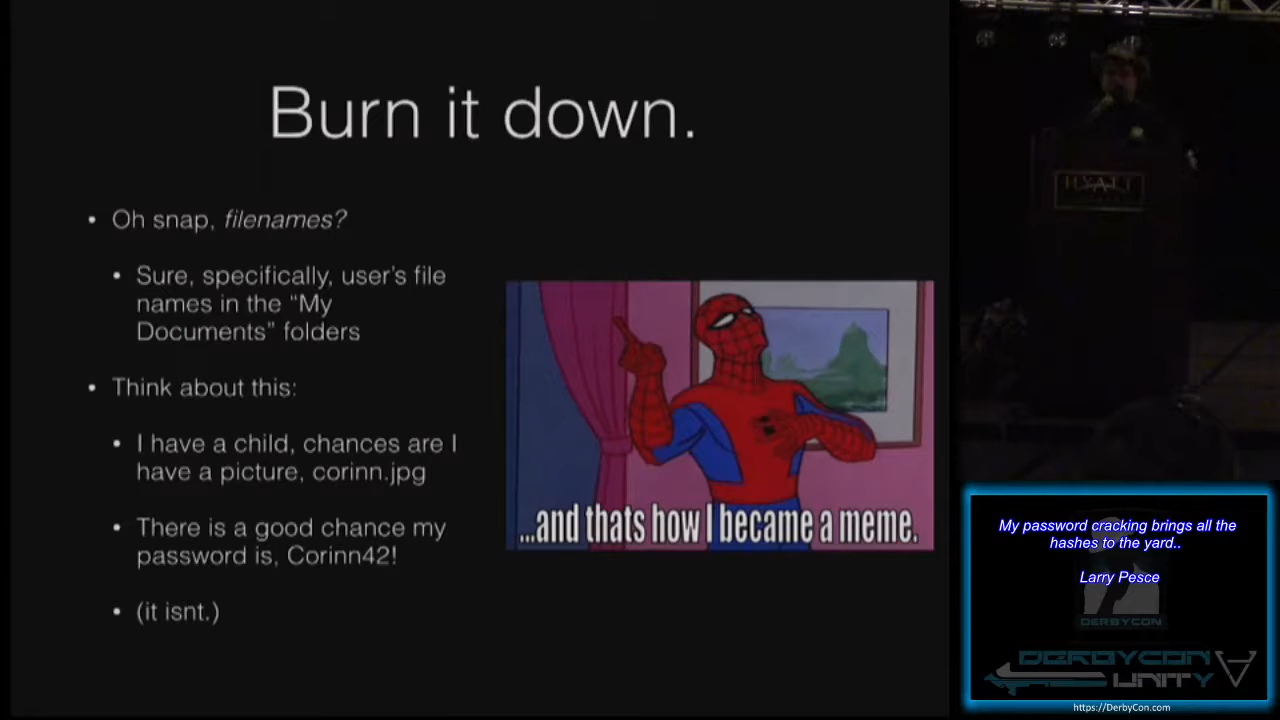 Burn it down.
• Oh snap, filenames?
• Sure, specifically, user's file
names in the “My
Documents” folders
• Think about this:
• I have a child, chances are I
have a picture, corinn.jpg
• There is a good chance my
password is, Corinn42!
• (it isnt.)
...and thats how I became a meme.
HYATT
My password cracking brings all the
hashes to the yard..
Larry Pesce
DERBYCON
DERBYCON
UNITY
https://DerbyCon.com